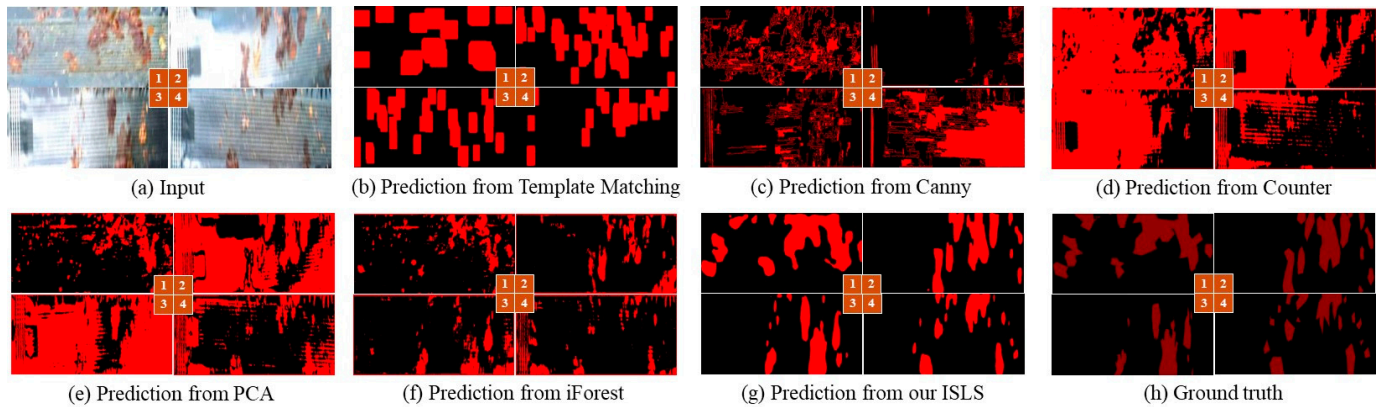 1 2
3 4
1 2
3 4
1 2
3 4
1 2
3 4
(a) Input
(b) Prediction from Template Matching
(c) Prediction from Canny
(d) Prediction from Counter
1 2
3 4
1 2
3 4
1 2
3 4
1 2
3 4
(e) Prediction from PCA
(f) Prediction from iForest
(g) Prediction from our ISLS
(h) Ground truth